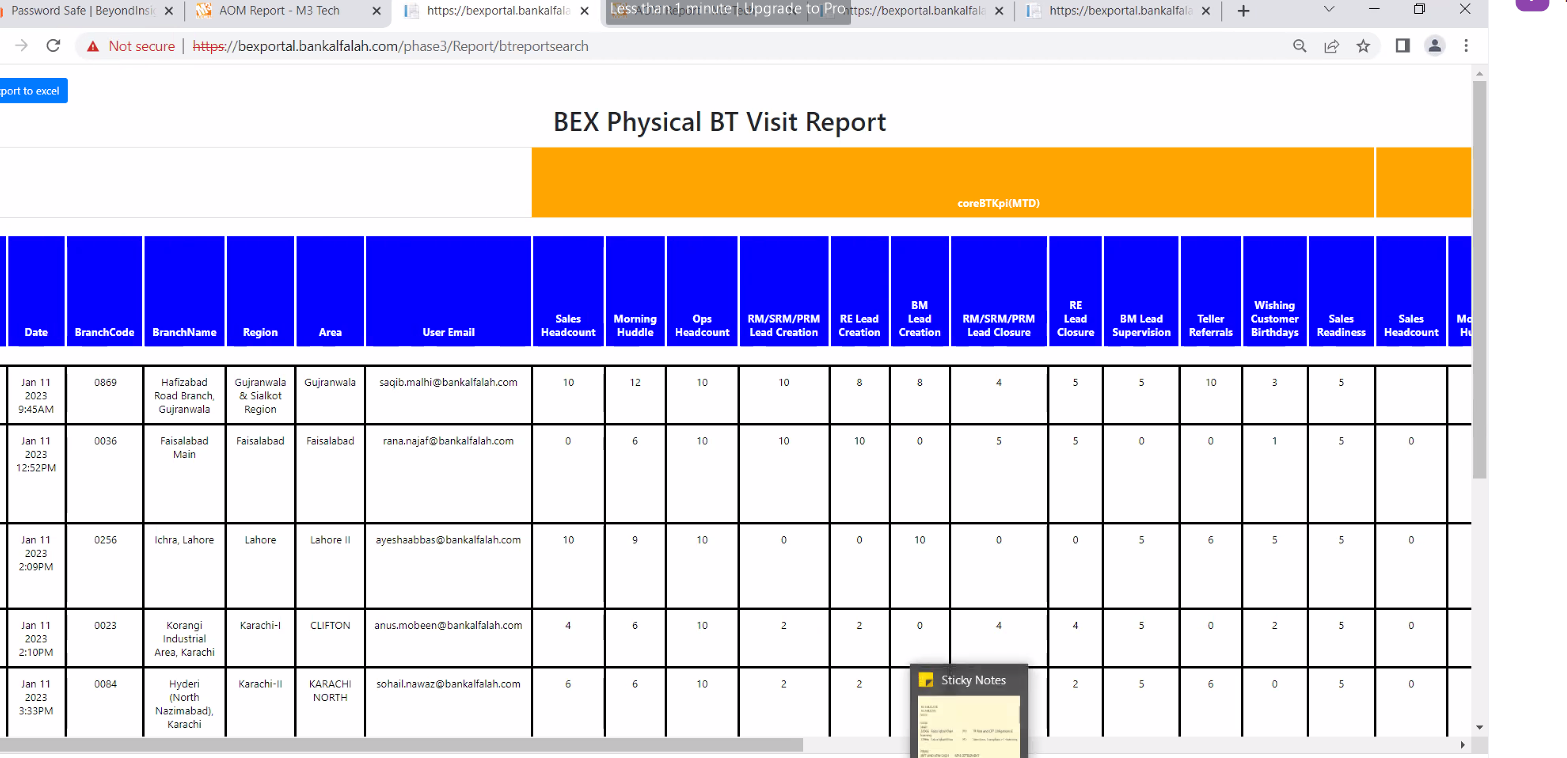 Password Safe | BeyondInsi
AOM Report - M3 Tech
https://bexportal.bankalfala
Less than 1 minute ! Upgrade to Pro
ttps://bexportal.bankalfala
https://bexportal.bankalfala
Not secure | https://bexportal.bankalfalah.com/phase3/Report/btreportsearch
port to excel
BEX Physical BT Visit Report
coreBTKpi(MTD)
Date BranchCode BranchName Region Area User Email Sales Headcount Morning Huddle Ops Headcount RM/SRM/PRM Lead Creation RE Lead Creation BM Lead Creation RM/SRM/PRM Lead Closure RE Lead Closure BM Lead Supervision Teller Referrals Wishing Customer Birthdays Sales Readiness Sales Headcount Mo Hu
Jan 11 2023 9:45AM 0869 Hafizabad Road Branch, Gujranwala Gujranwala & Sialkot Region Gujranwala saqib.malhi@bankalfalah.com 10 12 10 10 8 8 4 5 5 10 3 5
Jan 11 2023 12:52PM 0036 Faisalabad Main Faisalabad Faisalabad rana.najaf@bankalfalah.com 0 6 10 10 10 0 5 5 0 0 1 5 0
Jan 11 2023 2:09PM 0256 Ichra, Lahore Lahore Lahore II ayeshaabbas@bankalfalah.com 10 9 10 0 0 10 0 0 5 6 5 5 0
Jan 11 2023 2:10PM 0023 Korangi Industrial Area, Karachi Karachi-I CLIFTON anus.mobeen@bankalfalah.com 4 6 10 2 2 0 4 4 5 0 2 5 0
Jan 11 2023 3:33PM 0084 Hyderi (North Nazimabad), Karachi Karachi-II KARACHI NORTH sohail.nawaz@bankalfalah.com 6 6 10 2 2 2 5 6 0 5 0
Sticky Notes